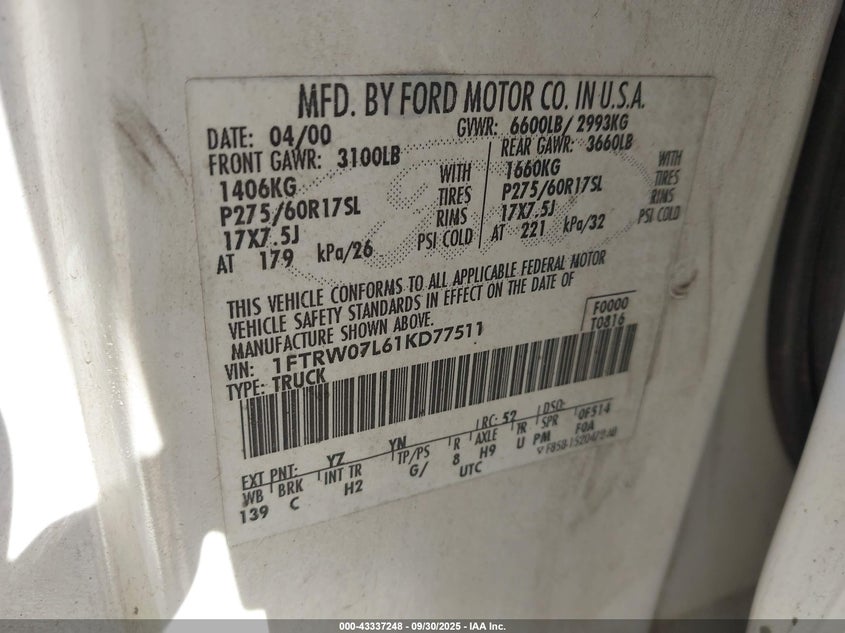 MFD. BY FORD MOTOR CO. IN U.S.A.
DATE: 04/00 GVWR: 6600LB/ 2993KG
FRONT GAWR: 3100LB REAR GAWR: 3660LB
1406KG WITH 1660KG WITH
P275/60R17SL TIRES P275/60R17SL TIRES
17X7.5J RIMS 17X7.5J RIMS
AT 179 kPa/26 PSI COLD AT 221 kPa/32 PSI COLD
THIS VEHICLE CONFORMS TO ALL APPLICABLE FEDERAL MOTOR
VEHICLE SAFETY STANDARDS IN EFFECT ON THE DATE OF
MANUFACTURE SHOWN ABOVE.
F0000
T0816
VIN: 1FTRW07L61KD77511
TYPE: TRUCK
EXT PNT: YZ YN RC: 52 DSO:
WB BRK INT TR TP/PS R AXLE TR SPR 0F514
139 C H2 G/ 8 H9 U PM F0A
UTC
000-43337248 - 09/30/2025 - IAA Inc.